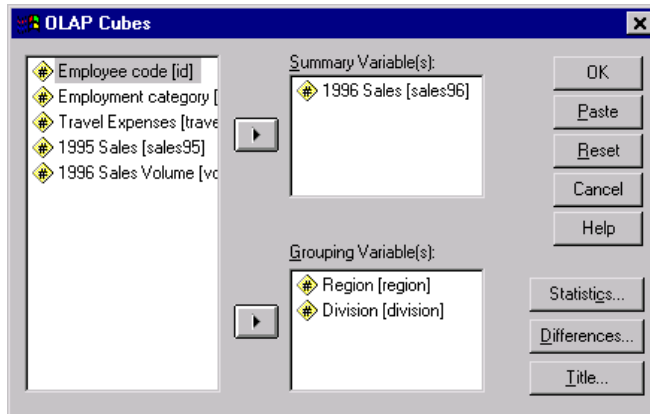 OLAP Cubes
Employee code [id]
Employment category [
Travel Expenses [trave
1995 Sales [sales95]
1996 Sales Volume [vo
Summary Variable(s):
1996 Sales [sales96]
Grouping Variable(s):
Region [region]
Division [division]
OK
Paste
Reset
Cancel
Help
Statistics...
Differences...
Title...